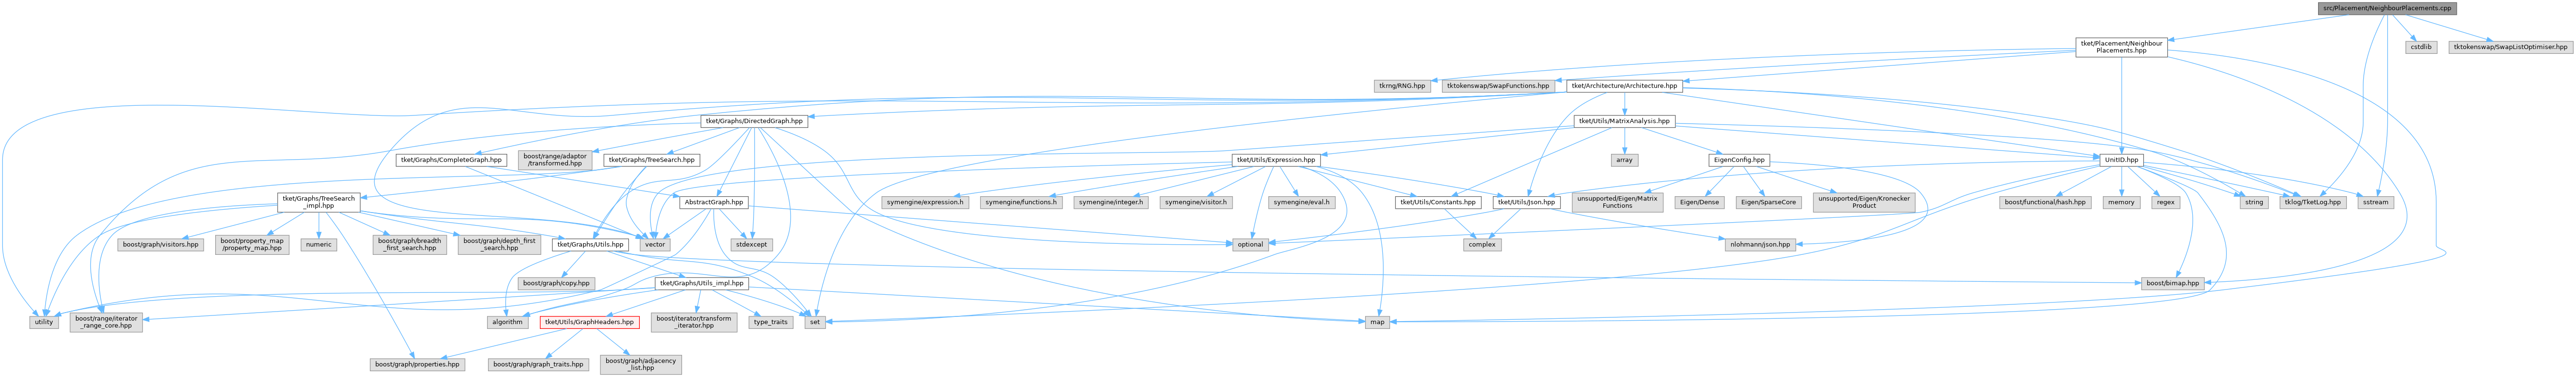 src/Placement/NeighbourPlacements.cpp
tket/Placement/Neighbour
Placements.hpp
cstdlib
tktokenswap/SwapListOptimiser.hpp
tkrng/RNG.hpp
tktokenswap/SwapFunctions.hpp
tket/Architecture/Architecture.hpp
tket/Graphs/DirectedGraph.hpp
tket/Utils/MatrixAnalysis.hpp
tket/Graphs/CompleteGraph.hpp
boost/range/adaptor
/transformed.hpp
tket/Graphs/TreeSearch.hpp
tket/Utils/Expression.hpp
array
EigenConfig.hpp
UnitID.hpp
tket/Graphs/TreeSearch
_impl.hpp
AbstractGraph.hpp
symengine/expression.h
symengine/functions.h
symengine/integer.h
symengine/visitor.h
symengine/eval.h
tket/Utils/Constants.hpp
tket/Utils/Json.hpp
unsupported/Eigen/Matrix
Functions
Eigen/Dense
Eigen/SparseCore
unsupported/Eigen/Kronecker
Product
boost/functional/hash.hpp
memory
regex
string
tklog/TketLog.hpp
sstream
boost/graph/visitors.hpp
boost/property_map
/property_map.hpp
numeric
boost/graph/breadth
_first_search.hpp
boost/graph/depth_first
_search.hpp
tket/Graphs/Utils.hpp
vector
stdexcept
optional
complex
nlohmann/json.hpp
boost/graph/copy.hpp
tket/Graphs/Utils_impl.hpp
boost/bimap.hpp
utility
boost/range/iterator
_range_core.hpp
algorithm
tket/Utils/GraphHeaders.hpp
boost/iterator/transform
_iterator.hpp
type_traits
set
map
boost/graph/properties.hpp
boost/graph/graph_traits.hpp
boost/graph/adjacency
_list.hpp